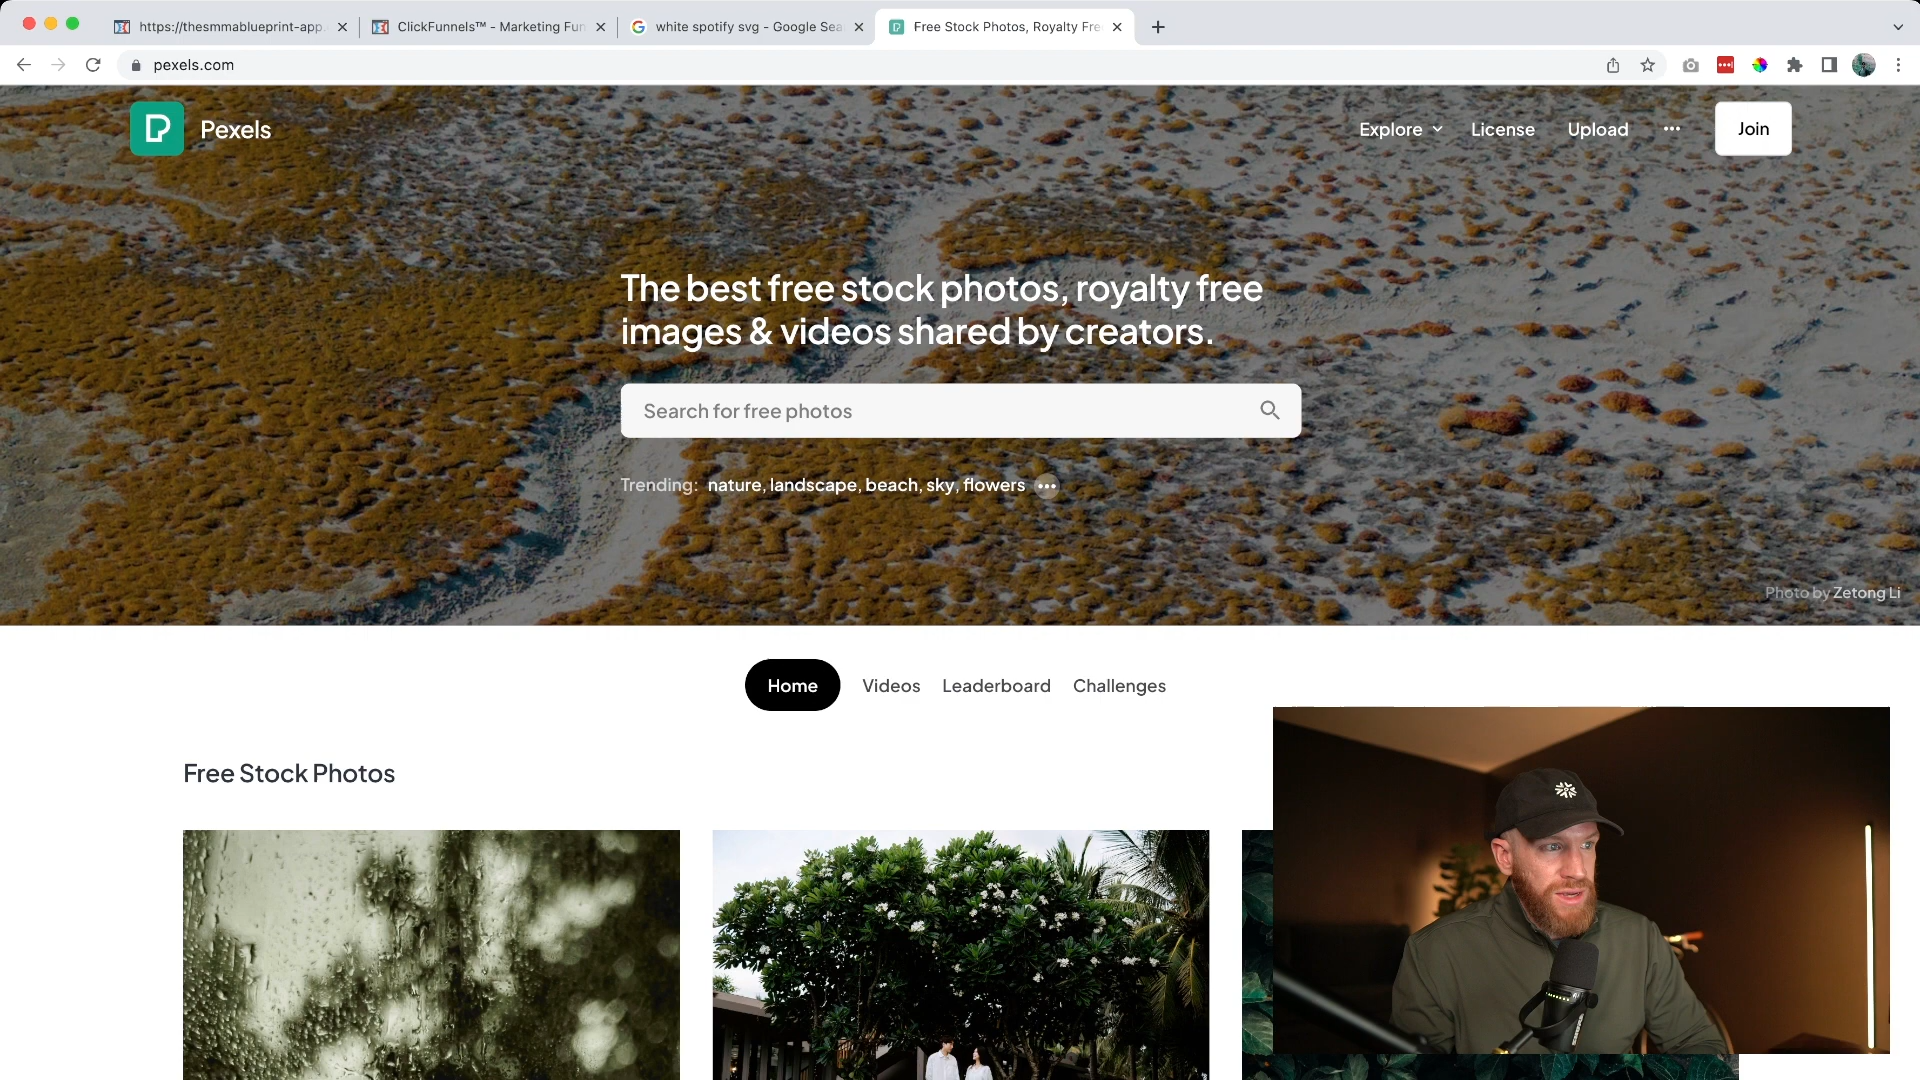 https://thesmmablueprint-app.
ClickFunnels™ - Marketing Fun
white spotify svg - Google Sea
Free Stock Photos, Royalty Fre
pexels.com
Pexels
Explore
License
Upload
Join
The best free stock photos, royalty free
images & videos shared by creators.
Search for free photos
Trending: nature, landscape, beach, sky, flowers
Photo by Zetong Li
Home
Videos
Leaderboard
Challenges
Free Stock Photos